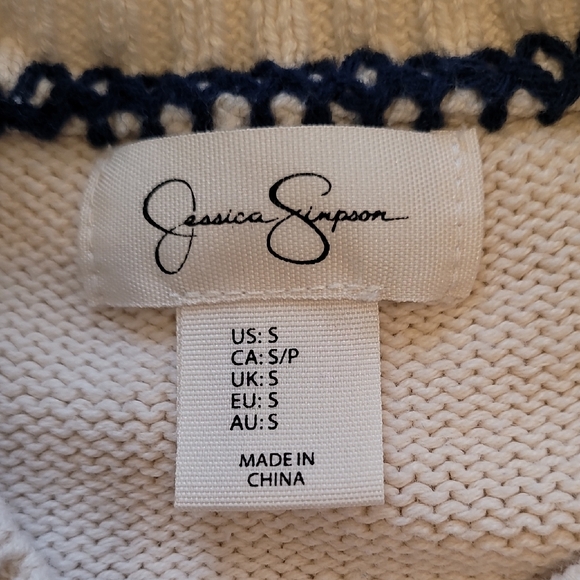 Jessica Simpson
US: S
CA: S/P
UK: S
EU: S
AU: S
MADE IN
CHINA